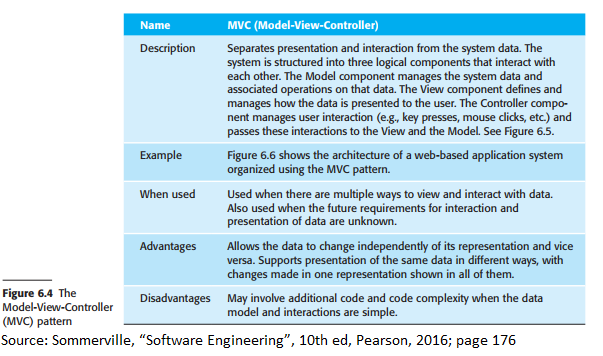 Name MVC (Model-View-Controller)
Description Separates presentation and interaction from the system data. The
system is structured into three logical components that interact with
each other. The Model component manages the system data and
associated operations on that data. The View component defines and
manages how the data is presented to the user. The Controller compo-
nent manages user interaction (e.g., key presses, mouse clicks, etc.) and
passes these interactions to the View and the Model. See Figure 6.5.
Example Figure 6.6 shows the architecture of a web-based application system
organized using the MVC pattern.
When used Used when there are multiple ways to view and interact with data.
Also used when the future requirements for interaction and
presentation of data are unknown.
Advantages Allows the data to change independently of its representation and vice
versa. Supports presentation of the same data in different ways, with
changes made in one representation shown in all of them.
Disadvantages May involve additional code and code complexity when the data
model and interactions are simple.
Figure 6.4 The
Model-View-Controller
(MVC) pattern
Source: Sommerville, “Software Engineering”, 10th ed, Pearson, 2016; page 176